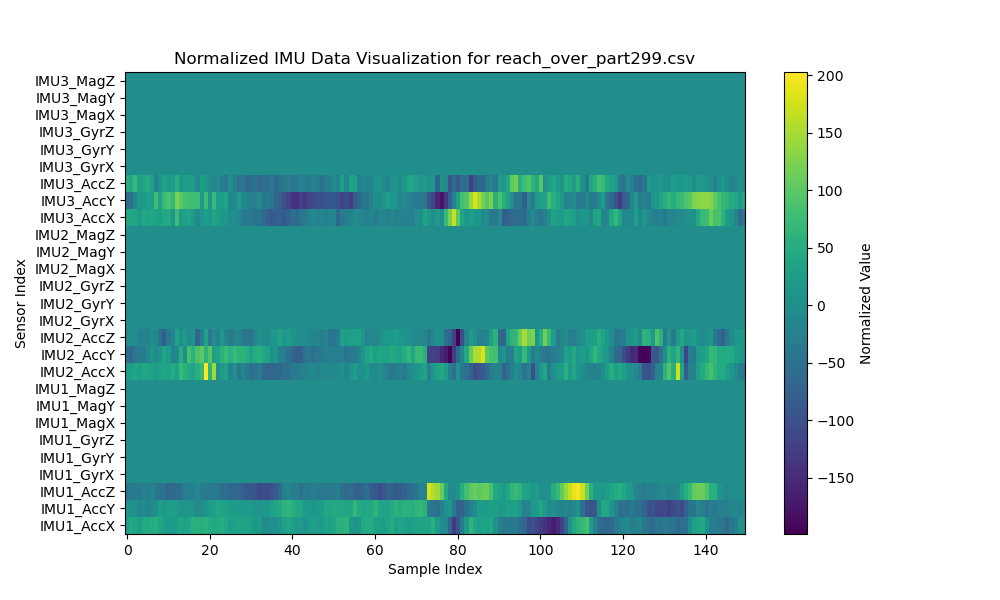 Normalized IMU Data Visualization for reach_over_part299.csv
IMU3_MagZ
IMU3_MagY
IMU3_MagX
IMU3_GyrZ
IMU3_GyrY
IMU3_GyrX
IMU3_AccZ
IMU3_AccY
IMU3_AccX
IMU2_MagZ
IMU2_MagY
IMU2_MagX
IMU2_GyrZ
IMU2_GyrY
IMU2_GyrX
IMU2_AccZ
IMU2_AccY
IMU2_AccX
IMU1_MagZ
IMU1_MagY
IMU1_MagX
IMU1_GyrZ
IMU1_GyrY
IMU1_GyrX
IMU1_AccZ
IMU1_AccY
IMU1_AccX
Sensor Index
0 20 40 60 80 100 120 140
Sample Index
200
150
100
50
0
−50
−100
−150
Normalized Value